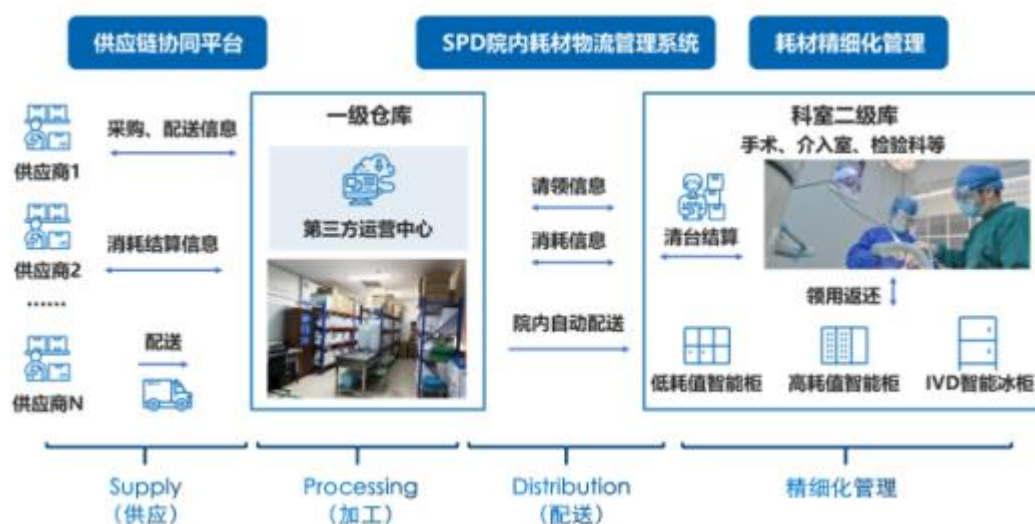 供应链协同平台
SPD院内耗材物流管理系统
耗材精细化管理
供应商1
采购、配送信息
供应商2
消耗结算信息
......
供应商N
配送
一级仓库
第三方运营中心
请领信息
消耗信息
院内自动配送
科室二级库
手术、介入室、检验科等
清台结算
领用返还
低耗值智能柜
高耗值智能柜
IVD智能冰柜
Supply
（供应）
Processing
（加工）
Distribution
（配送）
精细化管理